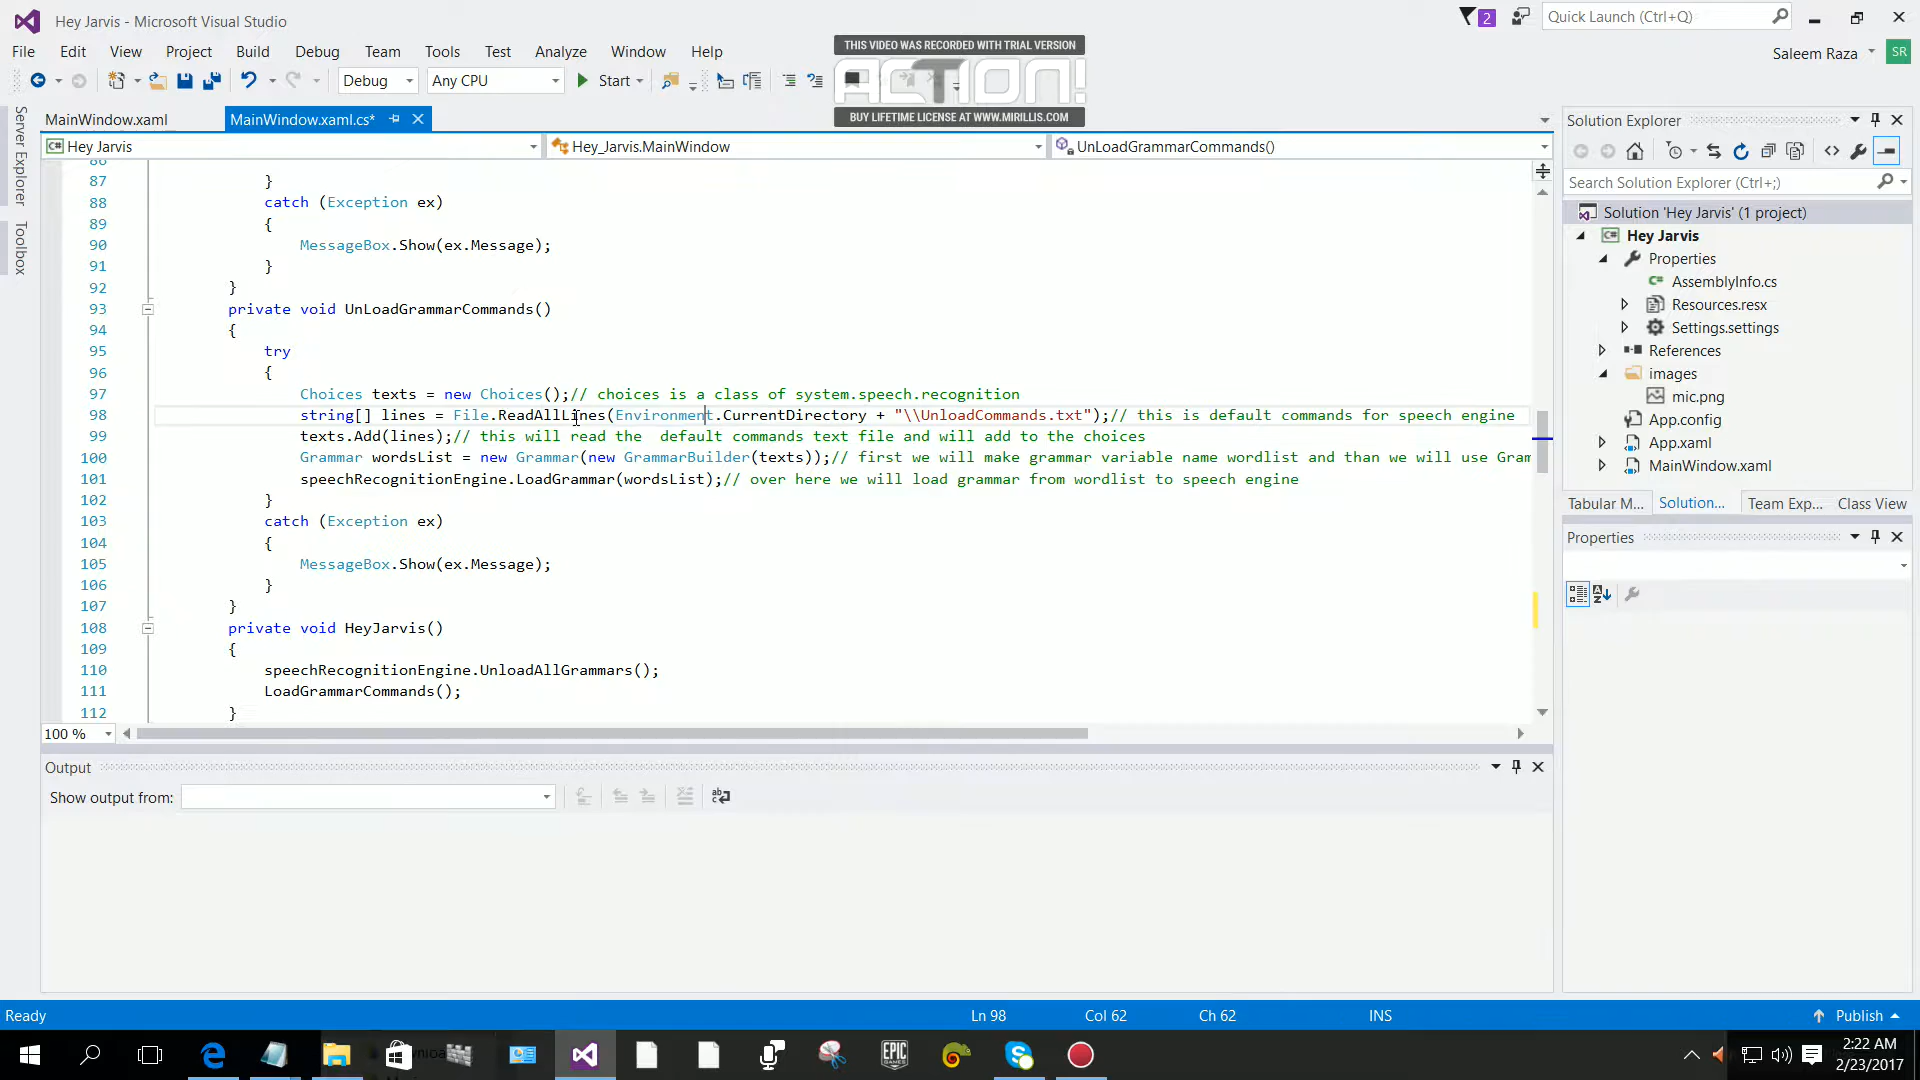 Hey Jarvis - Microsoft Visual Studio
2
Quick Launch (Ctrl+Q)
File Edit View Project Build Debug Team Tools Test Analyze Window Help
Saleem Raza SR
Debug Any CPU Start
THIS VIDEO WAS RECORDED WITH TRIAL VERSION
ACTION!
BUY LIFETIME LICENSE AT WWW.MIRILLIS.COM
Server Explorer
Toolbox
MainWindow.xaml MainWindow.xaml.cs*
Hey Jarvis Hey_Jarvis.MainWindow UnLoadGrammarCommands()
86
87 }
88 catch (Exception ex)
89 {
90 MessageBox.Show(ex.Message);
91 }
92 }
93 private void UnLoadGrammarCommands()
94 {
95 try
96 {
97 Choices texts = new Choices();// choices is a class of system.speech.recognition
98 string[] lines = File.ReadAllLines(Environment.CurrentDirectory + "\\UnloadCommands.txt");// this is default commands for speech engine
99 texts.Add(lines);// this will read the  default commands text file and will add to the choices
100 Grammar wordsList = new Grammar(new GrammarBuilder(texts));// first we will make grammar variable name wordlist and than we will use Gram
101 speechRecognitionEngine.LoadGrammar(wordsList);// over here we will load grammar from wordlist to speech engine
102 }
103 catch (Exception ex)
104 {
105 MessageBox.Show(ex.Message);
106 }
107 }
108 private void HeyJarvis()
109 {
110 speechRecognitionEngine.UnloadAllGrammars();
111 LoadGrammarCommands();
112 }
100 %
Output
Show output from:
Solution Explorer
Search Solution Explorer (Ctrl+;)
Solution 'Hey Jarvis' (1 project)
Hey Jarvis
Properties
AssemblyInfo.cs
Resources.resx
Settings.settings
References
images
mic.png
App.config
App.xaml
MainWindow.xaml
Tabular M... Solution... Team Exp... Class View
Properties
Ready Ln 98 Col 62 Ch 62 INS Publish
EPIC GAMES
2:22 AM
2/23/2017